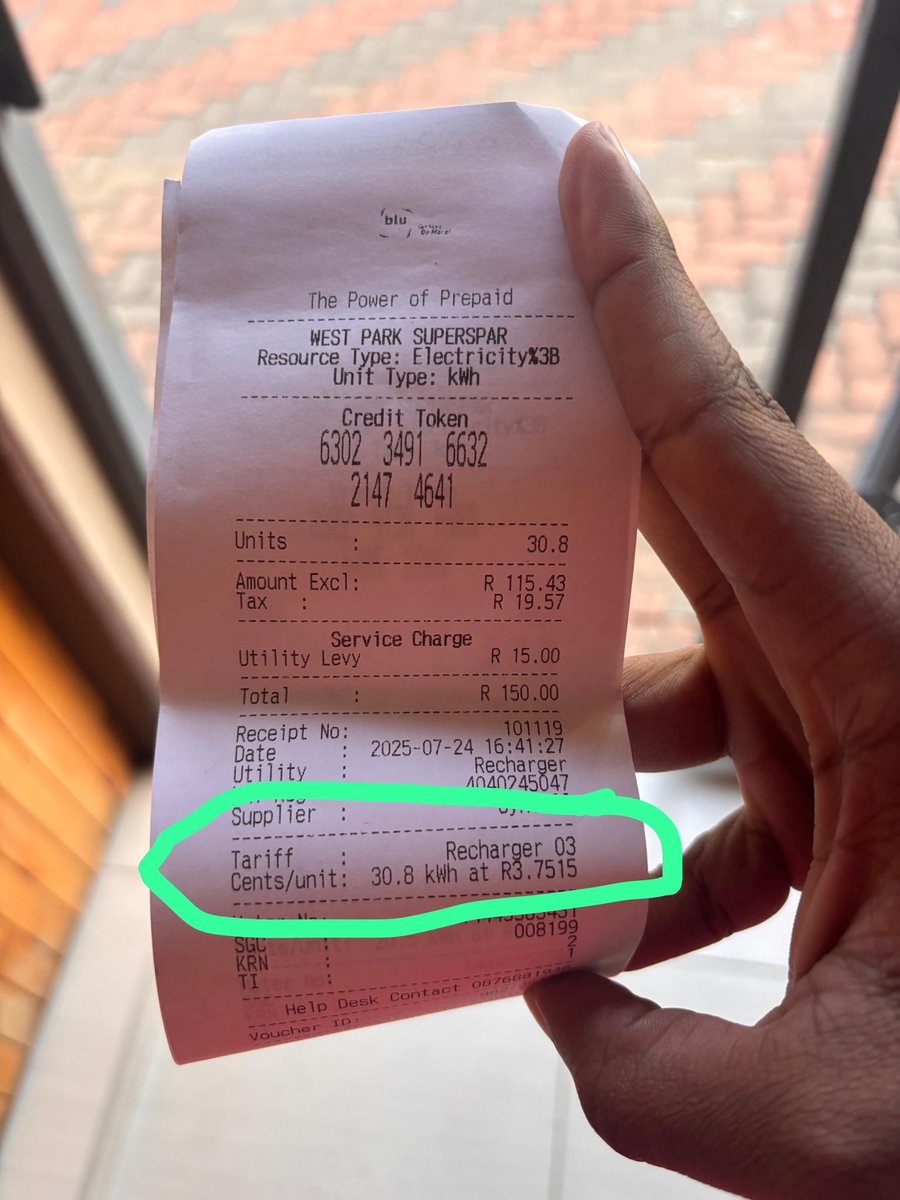 blu
The Power of Prepaid
WEST PARK SUPERSPAR
Resource Type: Electricity%3B
Unit Type: kWh
Credit Token
6302 3491 6632
2147 4641
Units : 30.8
Amount Excl: R 115.43
Tax : R 19.57
Service Charge
Utility Levy R 15.00
Total : R 150.00
Receipt No: 101119
Date : 2025-07-24 16:41:27
Utility : Recharger
4040245047
Supplier :
Tariff : Recharger 03
Cents/unit: 30.8 kWh at R3.7515
SGC : 008199
KRN : 2
TI : 1
Help Desk Contact
Voucher ID: